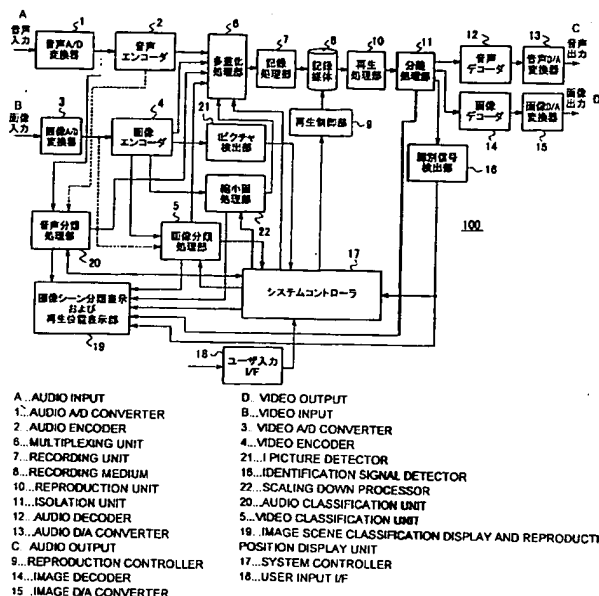 A
音声入力
1
音声A/D変換器
2
音声エンコーダ
6
多重化処理部
7
記録処理部
8
記録媒体
10
再生処理部
11
分離処理部
12
音声デコーダ
13
音声D/A変換器
C
音声出力
B
画像入力
3
画像A/D変換器
4
画像エンコーダ
21
Iピクチャ検出部
再生制御部
9
画像デコーダ
14
画像D/A変換器
15
画像出力
D
識別信号検出部
16
縮小画処理部
22
5
画像分類処理部
音声分類処理部
20
100
17
システムコントローラ
画像シーン分類表示および再生位置表示部
19
18
ユーザ入力I/F
A...AUDIO INPUT
1...AUDIO A/D CONVERTER
2...AUDIO ENCODER
6...MULTIPLEXING UNIT
7...RECORDING UNIT
8...RECORDING MEDIUM
10...REPRODUCTION UNIT
11...ISOLATION UNIT
12...AUDIO DECODER
13...AUDIO D/A CONVERTER
C...AUDIO OUTPUT
9...REPRODUCTION CONTROLLER
14...IMAGE DECODER
15...IMAGE D/A CONVERTER
D...VIDEO OUTPUT
B...VIDEO INPUT
3...VIDEO A/D CONVERTER
4...VIDEO ENCODER
21...I PICTURE DETECTOR
16...IDENTIFICATION SIGNAL DETECTOR
22...SCALING DOWN PROCESSOR
20...AUDIO CLASSIFICATION UNIT
5...VIDEO CLASSIFICATION UNIT
19...IMAGE SCENE CLASSIFICATION DISPLAY AND REPRODUCTI
POSITION DISPLAY UNIT
17...SYSTEM CONTROLLER
18...USER INPUT I/F